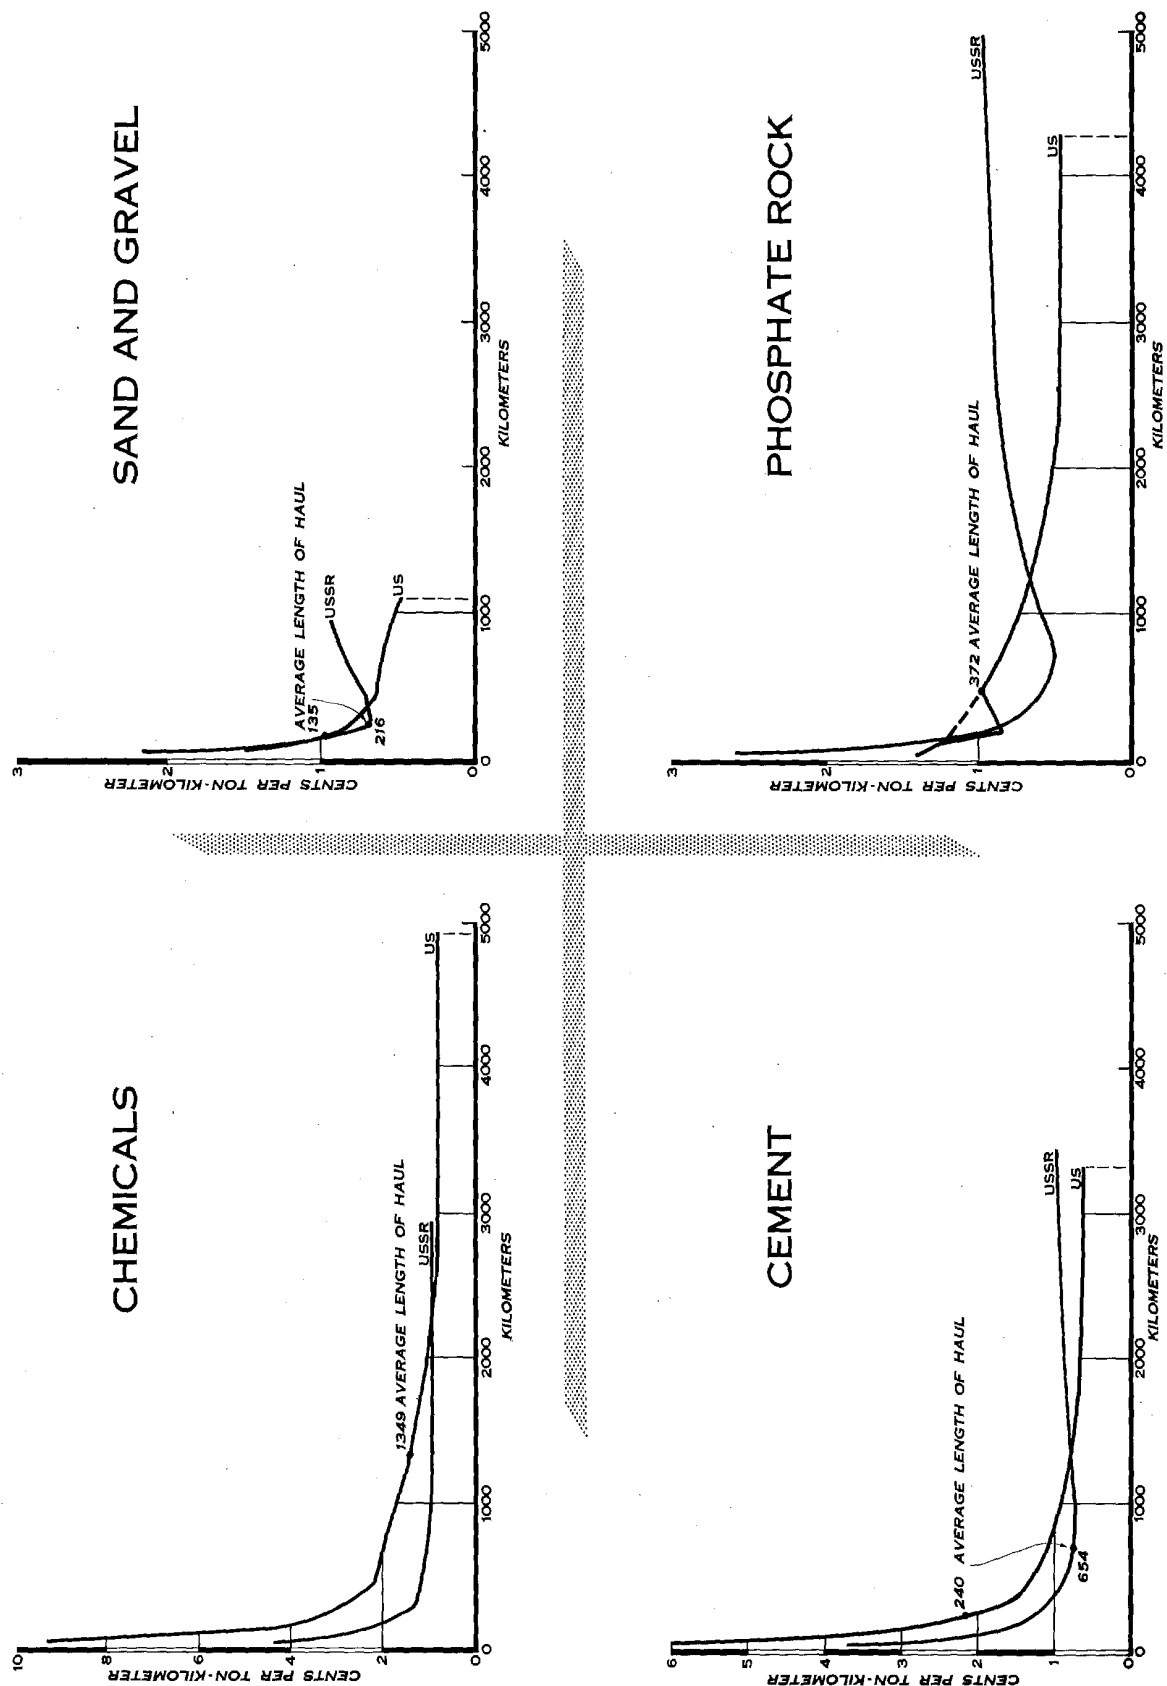 CHEMICALS
CENTS PER TON-KILOMETER
10
8
6
4
2
0
1349 AVERAGE LENGTH OF HAUL
USSR
US
0
1000
2000
3000
4000
5000
KILOMETERS
SAND AND GRAVEL
CENTS PER TON-KILOMETER
3
2
1
0
AVERAGE LENGTH OF HAUL
135
216
USSR
US
0
1000
2000
3000
4000
5000
KILOMETERS
CEMENT
CENTS PER TON-KILOMETER
6
5
4
3
2
1
0
240 AVERAGE LENGTH OF HAUL
654
USSR
US
0
1000
2000
3000
4000
5000
KILOMETERS
PHOSPHATE ROCK
CENTS PER TON-KILOMETER
3
2
1
0
372 AVERAGE LENGTH OF HAUL
USSR
US
0
1000
2000
3000
4000
5000
KILOMETERS